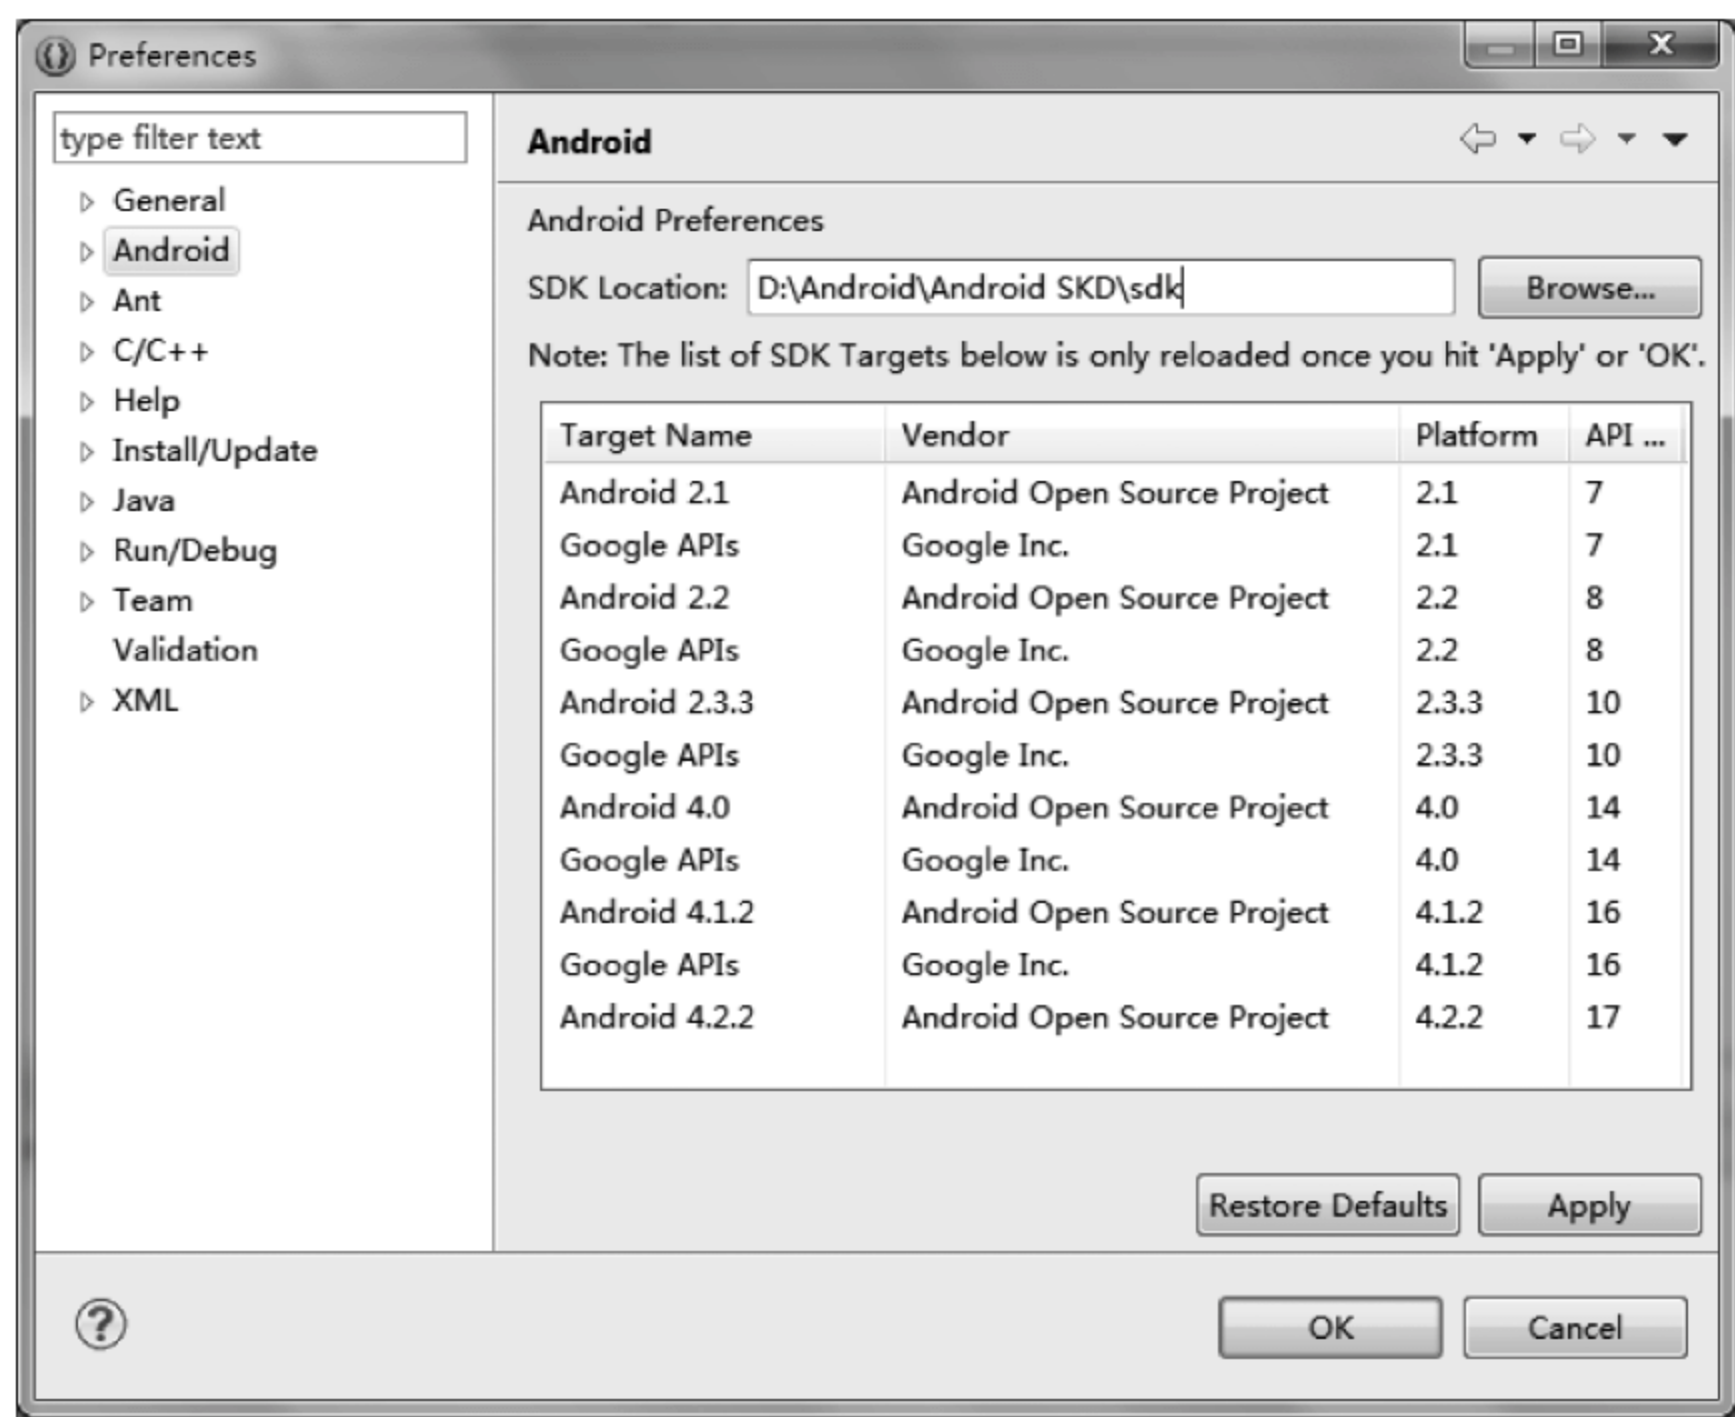 Preferences
type filter text
General
Android
Ant
C/C++
Help
Install/Update
Java
Run/Debug
Team
Validation
XML
Android
Android Preferences
SDK Location: D:\Android\Android SKD\sdk Browse...
Note: The list of SDK Targets below is only reloaded once you hit 'Apply' or 'OK'.
Target Name Vendor Platform API ...
Android 2.1 Android Open Source Project 2.1 7
Google APIs Google Inc. 2.1 7
Android 2.2 Android Open Source Project 2.2 8
Google APIs Google Inc. 2.2 8
Android 2.3.3 Android Open Source Project 2.3.3 10
Google APIs Google Inc. 2.3.3 10
Android 4.0 Android Open Source Project 4.0 14
Google APIs Google Inc. 4.0 14
Android 4.1.2 Android Open Source Project 4.1.2 16
Google APIs Google Inc. 4.1.2 16
Android 4.2.2 Android Open Source Project 4.2.2 17
Restore Defaults Apply
? OK Cancel